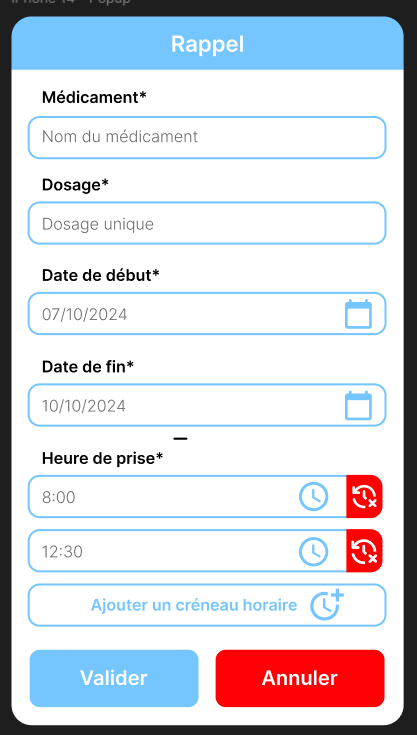 iPhone 14 - Popup
Rappel
Médicament*
Nom du médicament
Dosage*
Dosage unique
Date de début*
07/10/2024
Date de fin*
10/10/2024
Heure de prise*
8:00
12:30
Ajouter un créneau horaire
Valider
Annuler